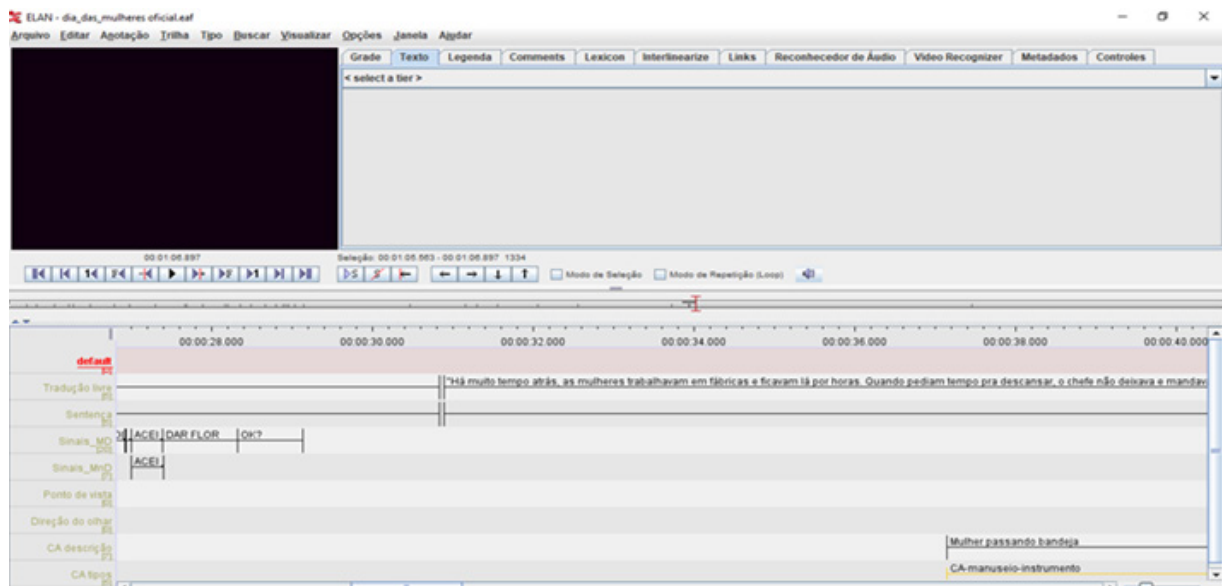 ELAN - dia_das_mulheres oficial.eaf
Arquivo Editar Anotação Trilha Tipo Buscar Visualizar Opções Janela Ajudar
Grade Texto Legenda Comments Lexicon Interlinearize Links Reconhecedor de Áudio Video Recognizer Metadados Controles
< select a tier >
00:01:06.897 Seleção: 00:01:05.563 - 00:01:06.897 1334
Modo de Seleção Modo de Repetição (Loop)
00:00:28.000 00:00:30.000 00:00:32.000 00:00:34.000 00:00:36.000 00:00:38.000 00:00:40.000
default
Tradução livre "Há muito tempo atrás, as mulheres trabalhavam em fábricas e ficavam lá por horas. Quando pediam tempo pra descansar, o chefe não deixava e mandav
Sentença
Sinais_MD ACEI DAR FLOR OK?
Sinais_MnD ACEI
Ponto de vista
Direção do olhar
CA descrição Mulher passando bandeja
CA tipos CA-manuseio-instrumento